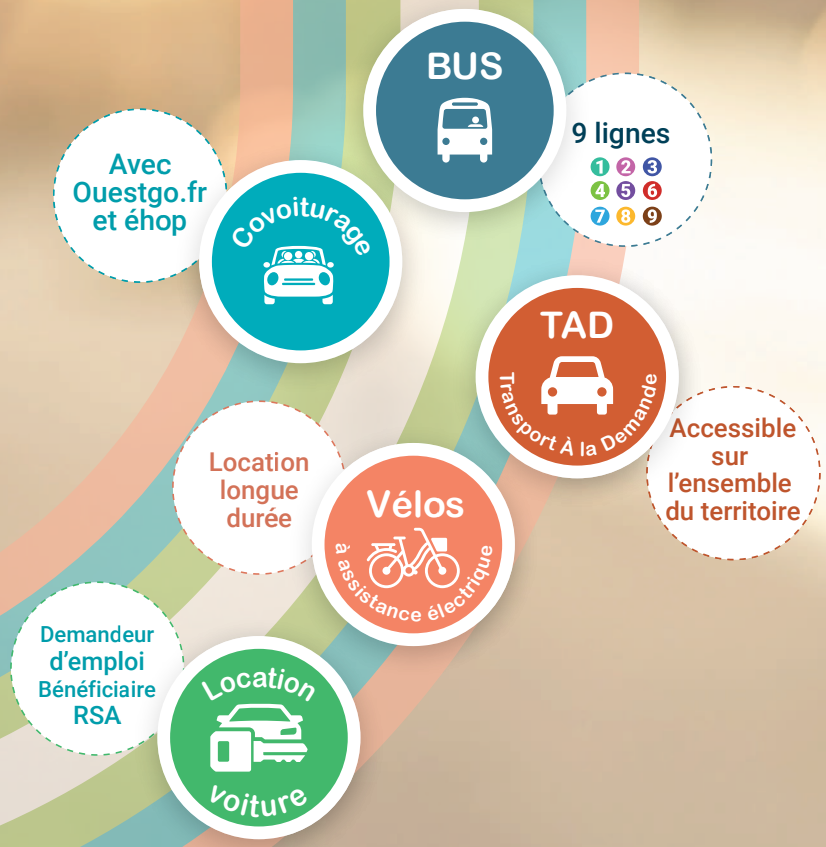 BUS
9 lignes
1 2 3
4 5 6
7 8 9
Avec
Ouestgo.fr
et éhop
Covoiturage
TAD
Transport À la Demande
Accessible
sur
l'ensemble
du territoire
Location
longue
durée
Vélos
à assistance électrique
Demandeur
d'emploi
Bénéficiaire
RSA
Location
voiture